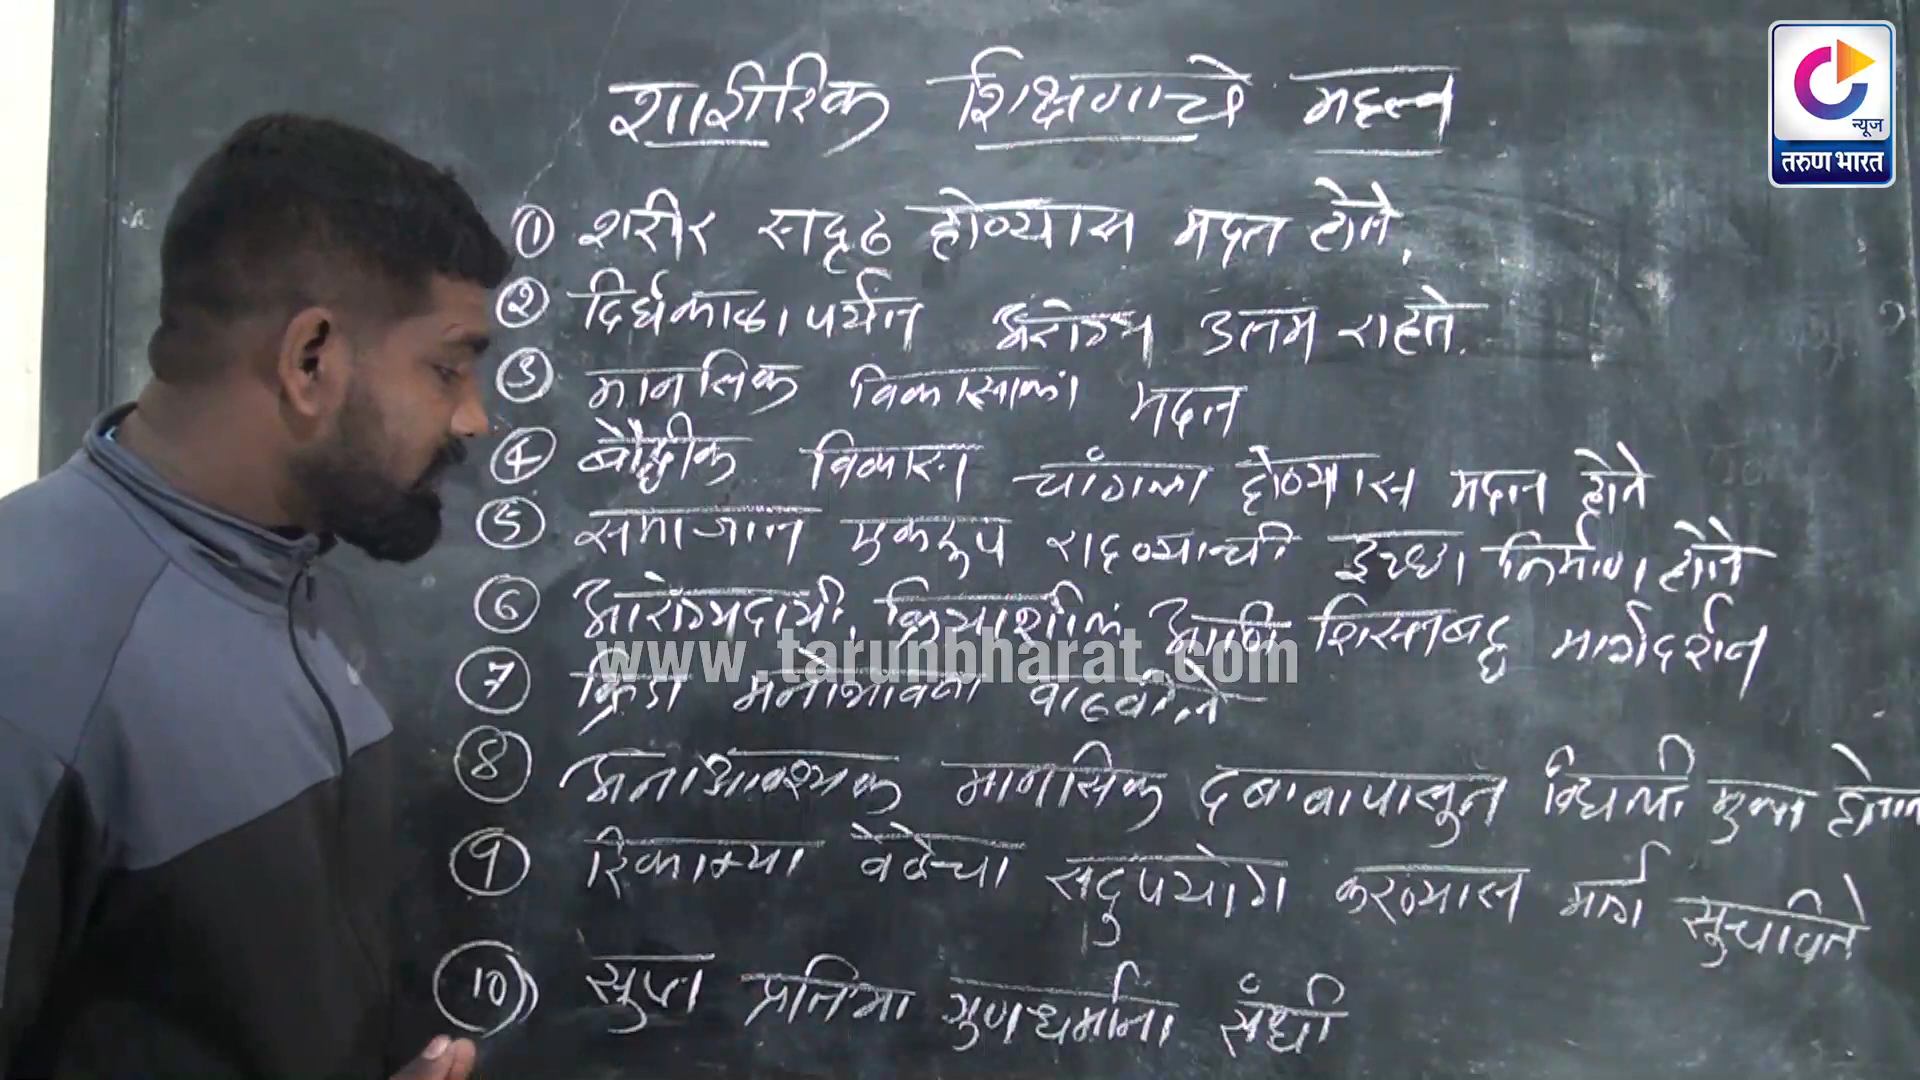 शारीरिक शिक्षणाचे महत्व
न्यूज
तरुण भारत
① शरीर सदृढ होण्यास मदत होते.
② दिर्घकाळापर्यंत आरोग्य उत्तम राहते.
③ मानसिक विकासाला मदत
④ बौद्धीक विकास चांगला होण्यास मदत होते
⑤ समाजात एकरूप राहण्याची इच्छा निर्माण होते
⑥ आरोग्यदायी, क्रियाशील आणि शिस्तबद्ध मार्गदर्शन
www.tarunbharat.com
⑦ क्रिडा मनोभावना वाढवीते
⑧ अनाआवश्यक मानसिक दबावापासून विद्यार्थी मुक्त होतात
⑨ रिकाम्या वेळेचा सदुपयोग करण्यास मार्ग सुचविते
⑩ सुप्त प्रतिभा गुणधर्मांना संधी